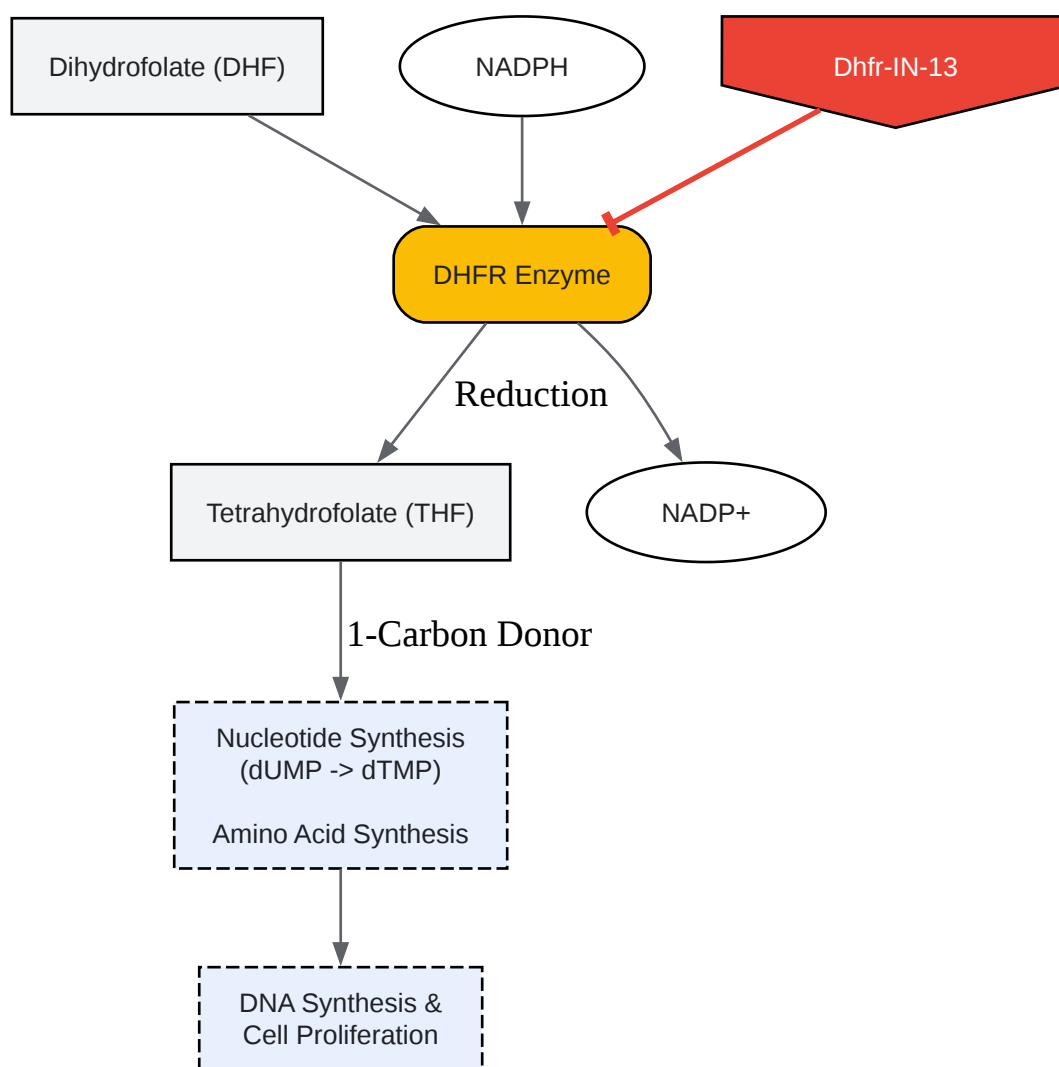 Dihydrofolate (DHF)
NADPH
Dhfr-IN-13
DHFR Enzyme
Reduction
Tetrahydrofolate (THF)
NADP+
1-Carbon Donor
Nucleotide Synthesis
(dUMP -> dTMP)
Amino Acid Synthesis
DNA Synthesis &
Cell Proliferation